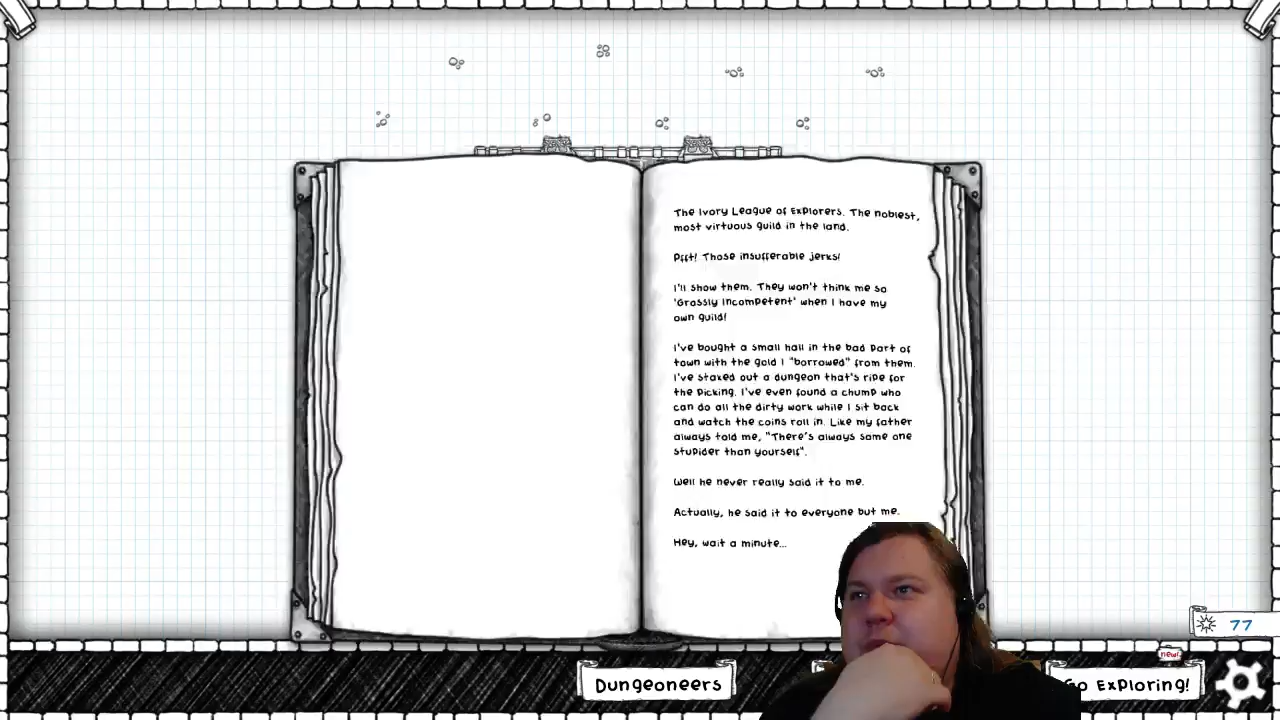 The Ivory League of Explorers. The noblest,
most virtuous guild in the land.
Pfft! Those insufferable jerks!
I'll show them. They won't think me so
'Grossly Incompetent' when I have my
own guild!
I've bought a small hall in the bad part of
town with the gold I "borrowed" from them.
I've staked out a dungeon that's ripe for
the picking. I've even found a chump who
can do all the dirty work while I sit back
and watch the coins roll in. Like my father
always told me, "There's always some one
stupider than yourself".
Well he never really said it to me.
Actually, he said it to everyone but me.
Hey, wait a minute...
77
new!
Dungeoneers
Go Exploring!